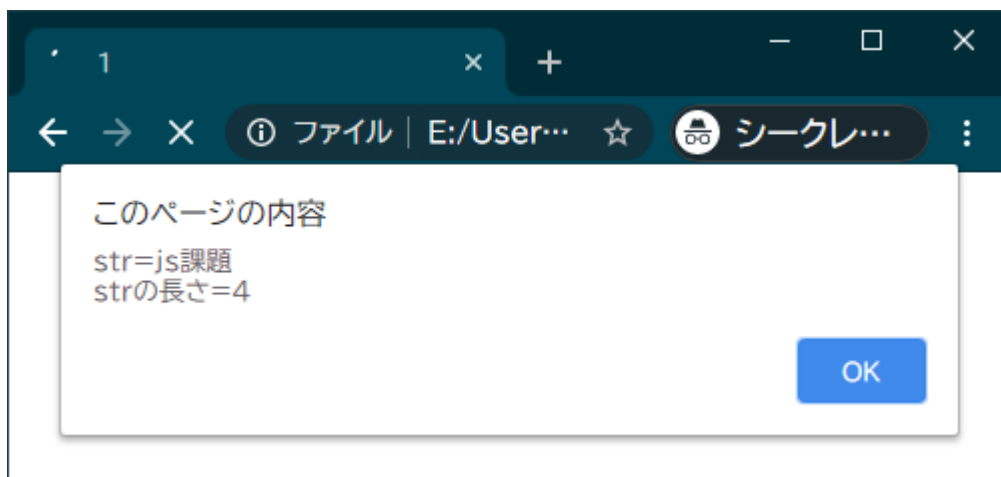 1
ファイル E:/User…
シークレ…
このページの内容
str=js課題
strの長さ=4
OK